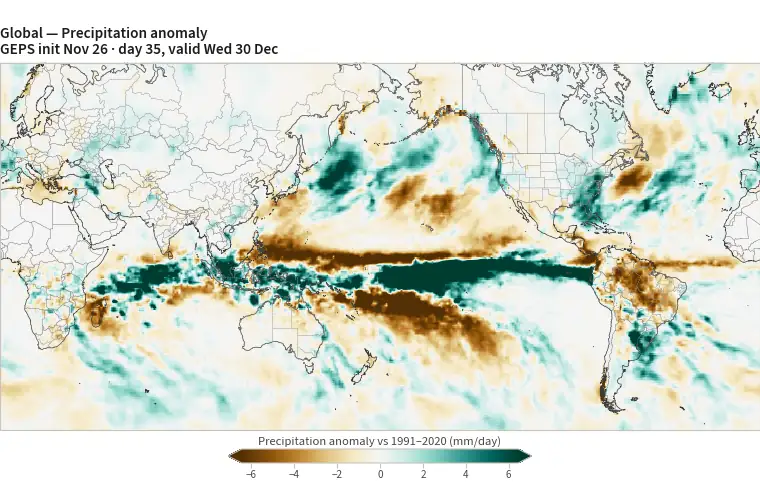 Global — Precipitation anomaly
GEPS init Nov 26 · day 35, valid Wed 30 Dec
Precipitation anomaly vs 1991–2020 (mm/day)
−6 −4 −2 0 2 4 6